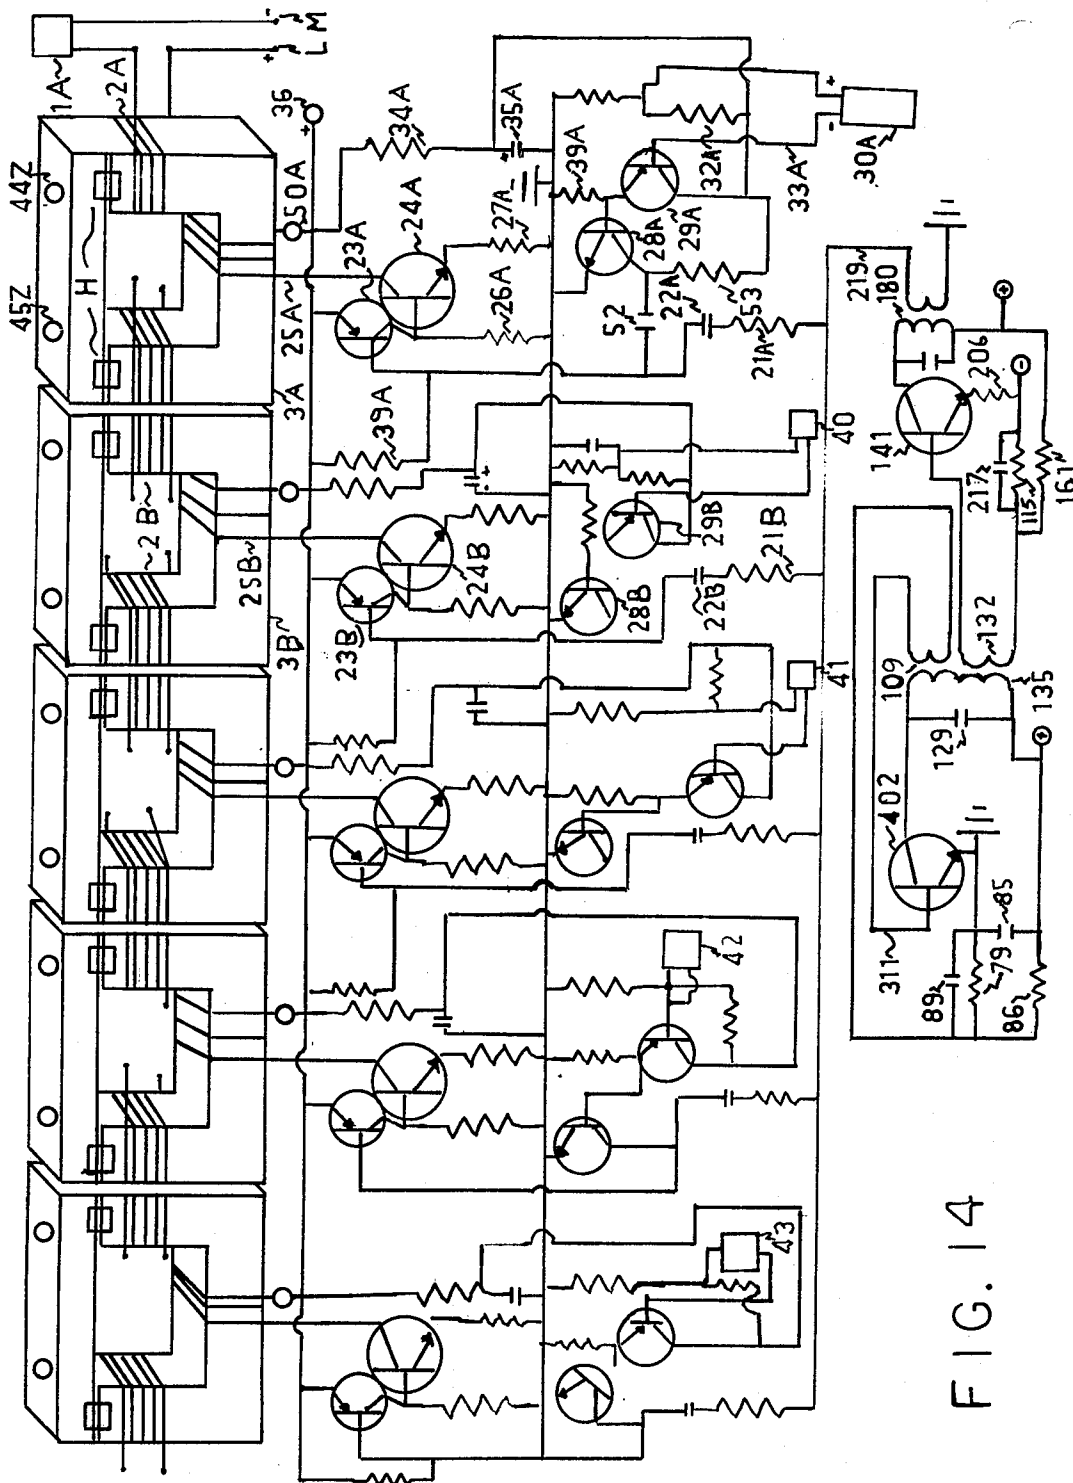 -
M
L
+
1A
2A
44Z
45Z
H
36
+
50A
34A
35A
+
24A
23A
27A
26A
25A
3A
39A
39A
32A
33A
30A
+
-
29A
28A
53
52
22A
21A
2B
25B
3B
23B
24B
28B
29B
22B
21B
+
40
41
42
43
219
180
+
206
-
141
217
115
161
109
132
135
129
+
402
311
85
89
79
86
FIG. 14